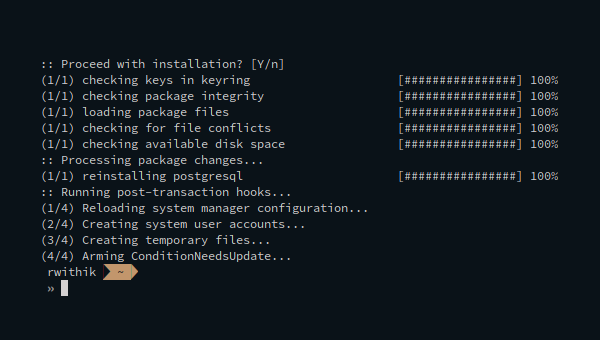 :: Proceed with installation? [Y/n]
(1/1) checking keys in keyring [################] 100%
(1/1) checking package integrity [################] 100%
(1/1) loading package files [################] 100%
(1/1) checking for file conflicts [################] 100%
(1/1) checking available disk space [################] 100%
:: Processing package changes...
(1/1) reinstalling postgresql [################] 100%
:: Running post-transaction hooks...
(1/4) Reloading system manager configuration...
(2/4) Creating system user accounts...
(3/4) Creating temporary files...
(4/4) Arming ConditionNeedsUpdate...
rwithik ~
»